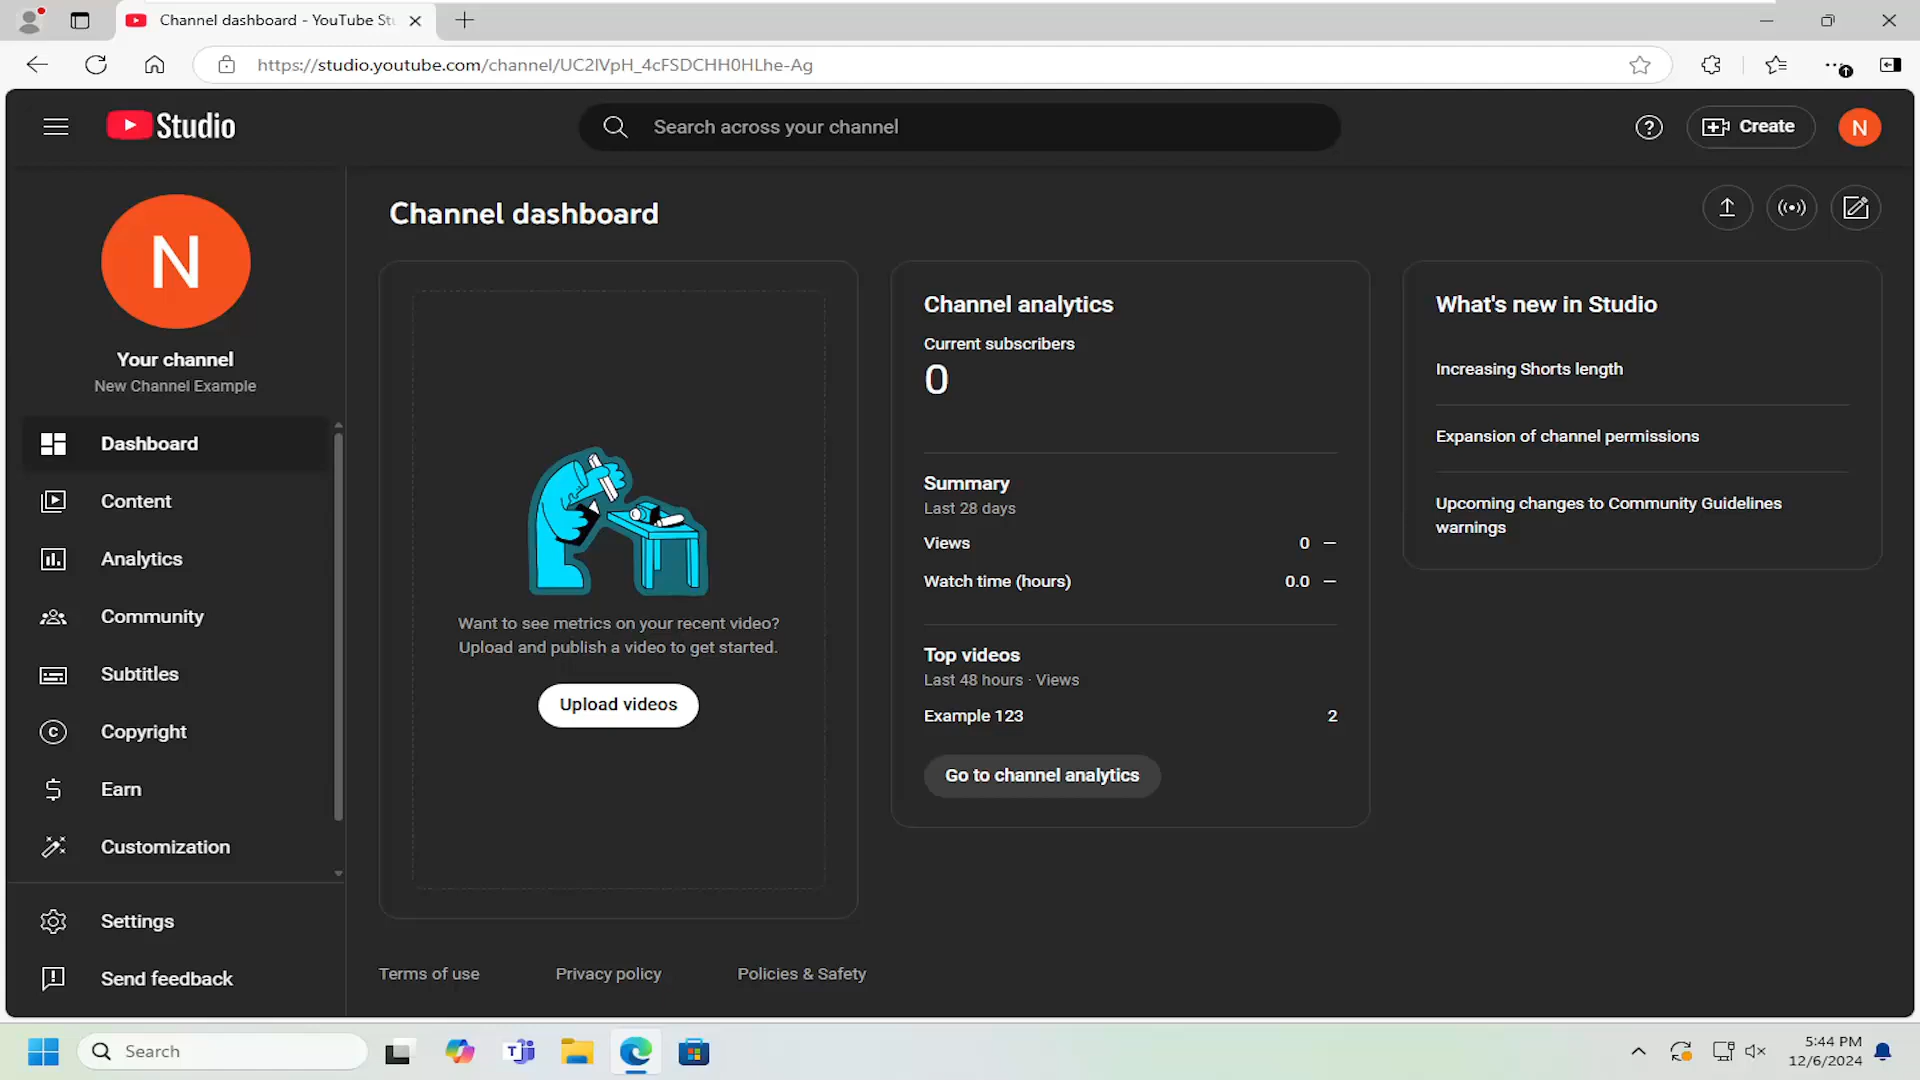 Channel dashboard - YouTube St
https://studio.youtube.com/channel/UC2IVpH_4cFSDCHH0HLhe-Ag
Studio
Search across your channel
Create
N
N
Your channel
New Channel Example
Dashboard
Content
Analytics
Community
Subtitles
Copyright
Earn
Customization
Settings
Send feedback
Channel dashboard
Want to see metrics on your recent video?
Upload and publish a video to get started.
Upload videos
Channel analytics
Current subscribers
0
Summary
Last 28 days
Views 0 —
Watch time (hours) 0.0 —
Top videos
Last 48 hours · Views
Example 123 2
Go to channel analytics
What's new in Studio
Increasing Shorts length
Expansion of channel permissions
Upcoming changes to Community Guidelines
warnings
Terms of use Privacy policy Policies & Safety
Search
5:44 PM
12/6/2024